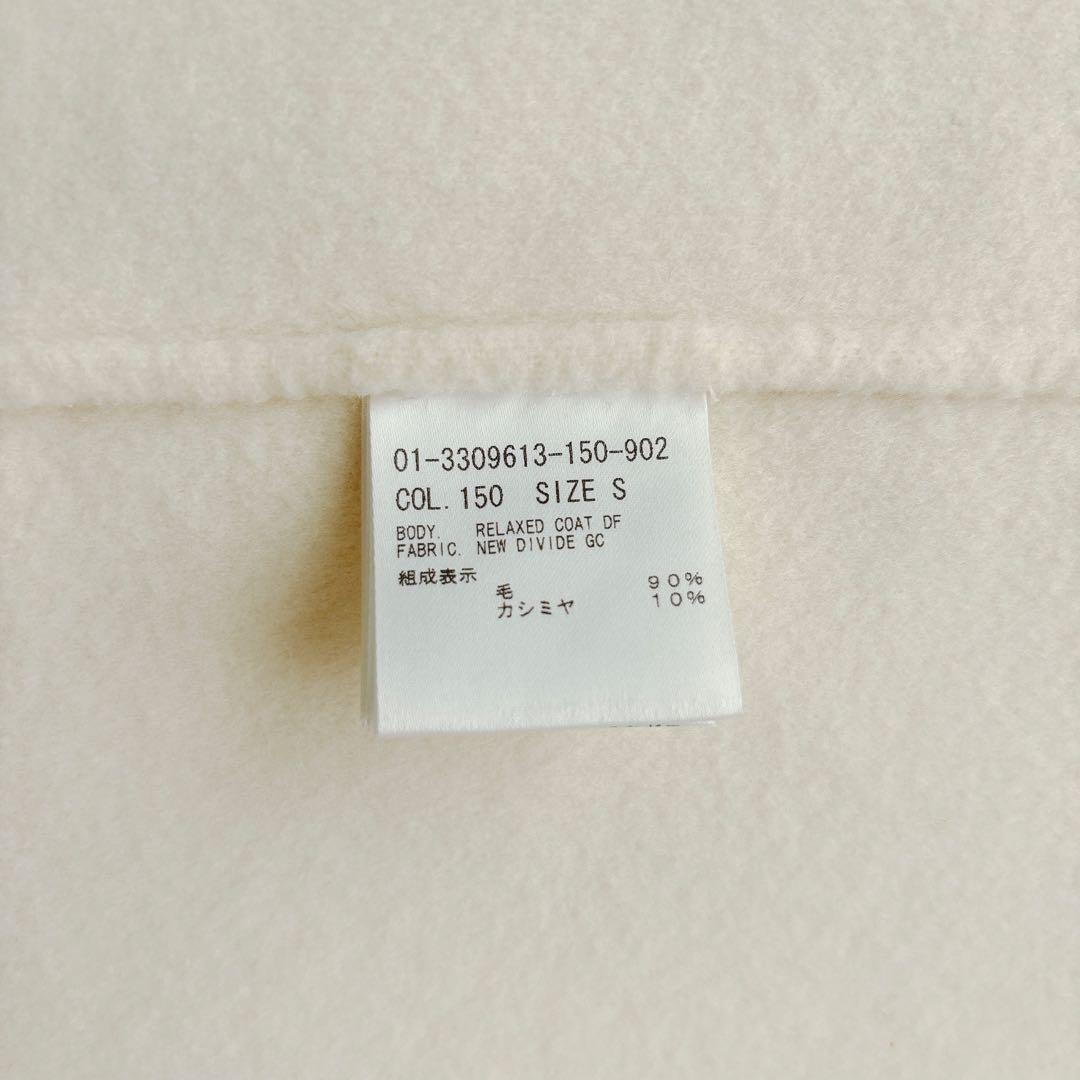 01-3309613-150-902
COL. 150 SIZE S
BODY. RELAXED COAT DF
FABRIC. NEW DIVIDE GC
組成表示
毛 90%
カシミヤ 10%